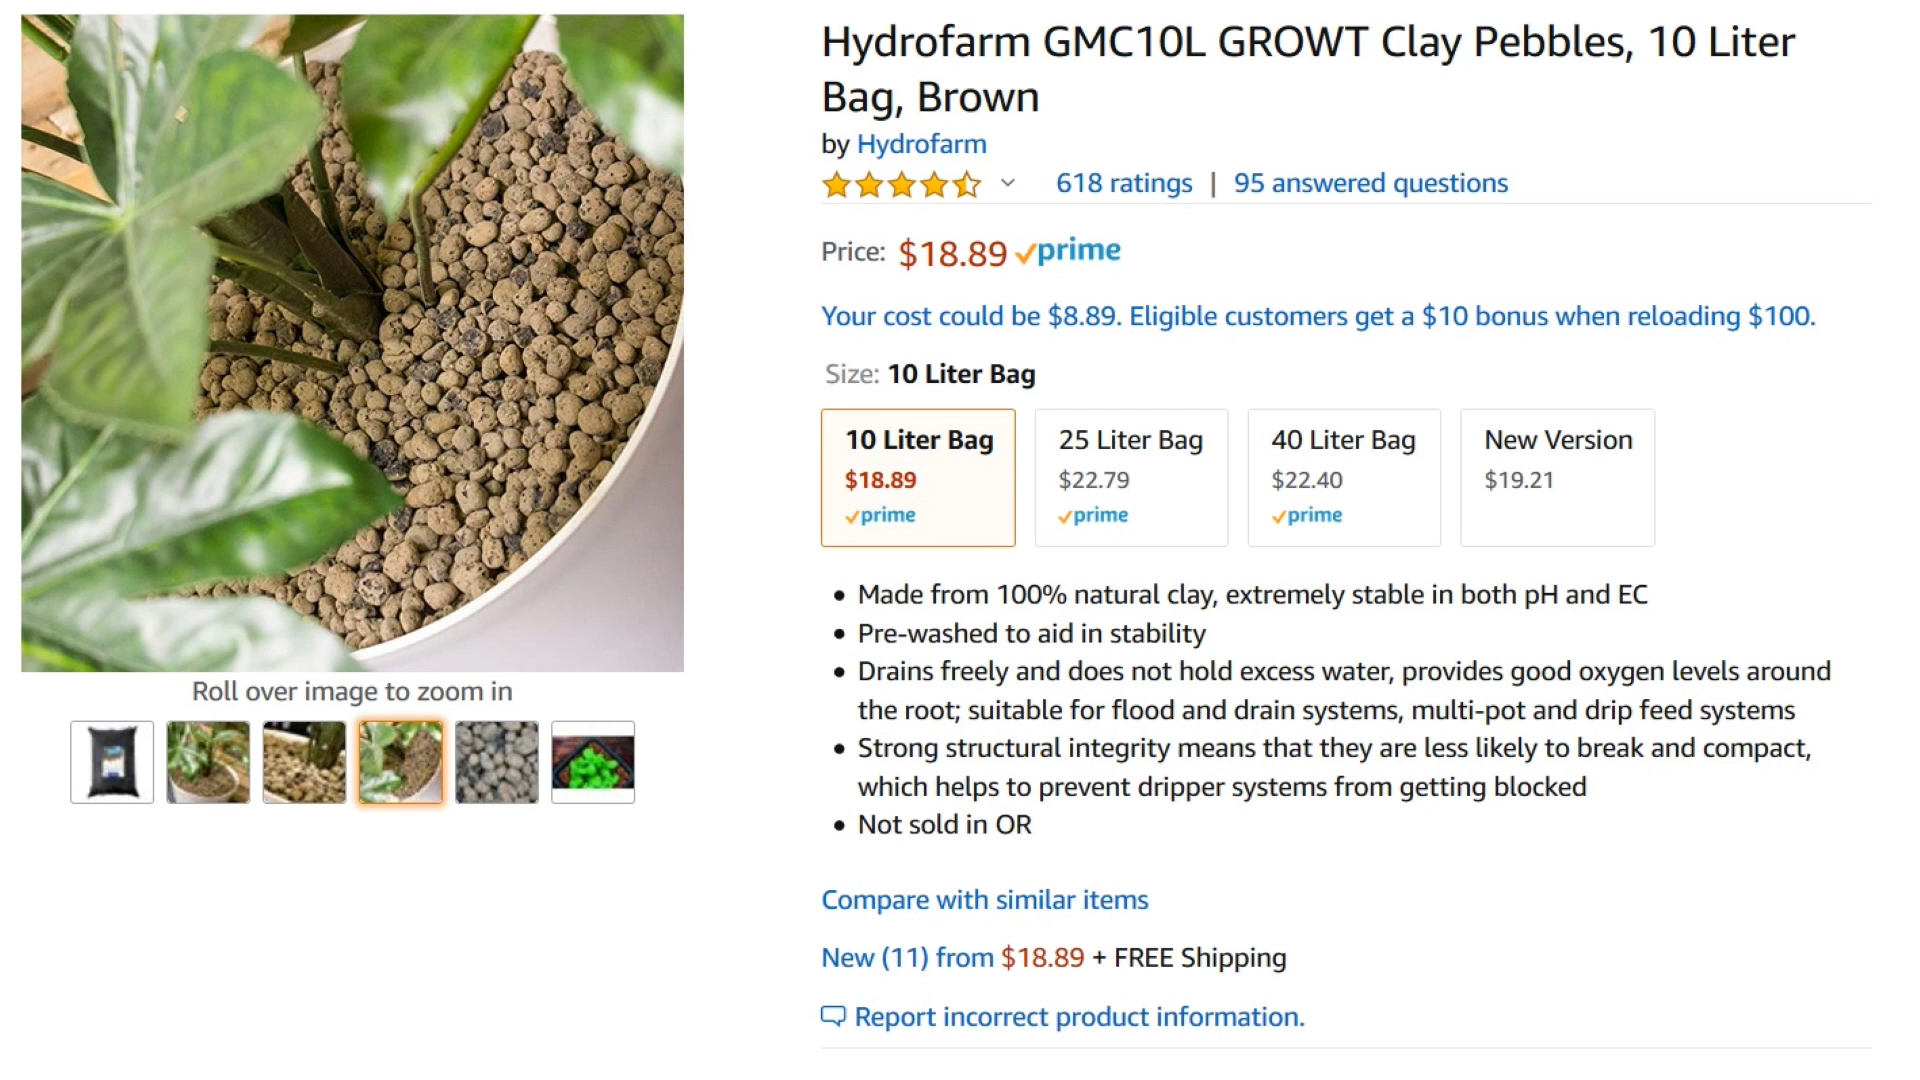 Hydrofarm GMC10L GROWT Clay Pebbles, 10 Liter
Bag, Brown
by Hydrofarm
618 ratings | 95 answered questions
Price: $18.89 prime
Your cost could be $8.89. Eligible customers get a $10 bonus when reloading $100.
Size: 10 Liter Bag
10 Liter Bag
$18.89
prime
25 Liter Bag
$22.79
prime
40 Liter Bag
$22.40
prime
New Version
$19.21
• Made from 100% natural clay, extremely stable in both pH and EC
• Pre-washed to aid in stability
• Drains freely and does not hold excess water, provides good oxygen levels around
the root; suitable for flood and drain systems, multi-pot and drip feed systems
• Strong structural integrity means that they are less likely to break and compact,
which helps to prevent dripper systems from getting blocked
• Not sold in OR
Compare with similar items
New (11) from $18.89 + FREE Shipping
Report incorrect product information.
Roll over image to zoom in